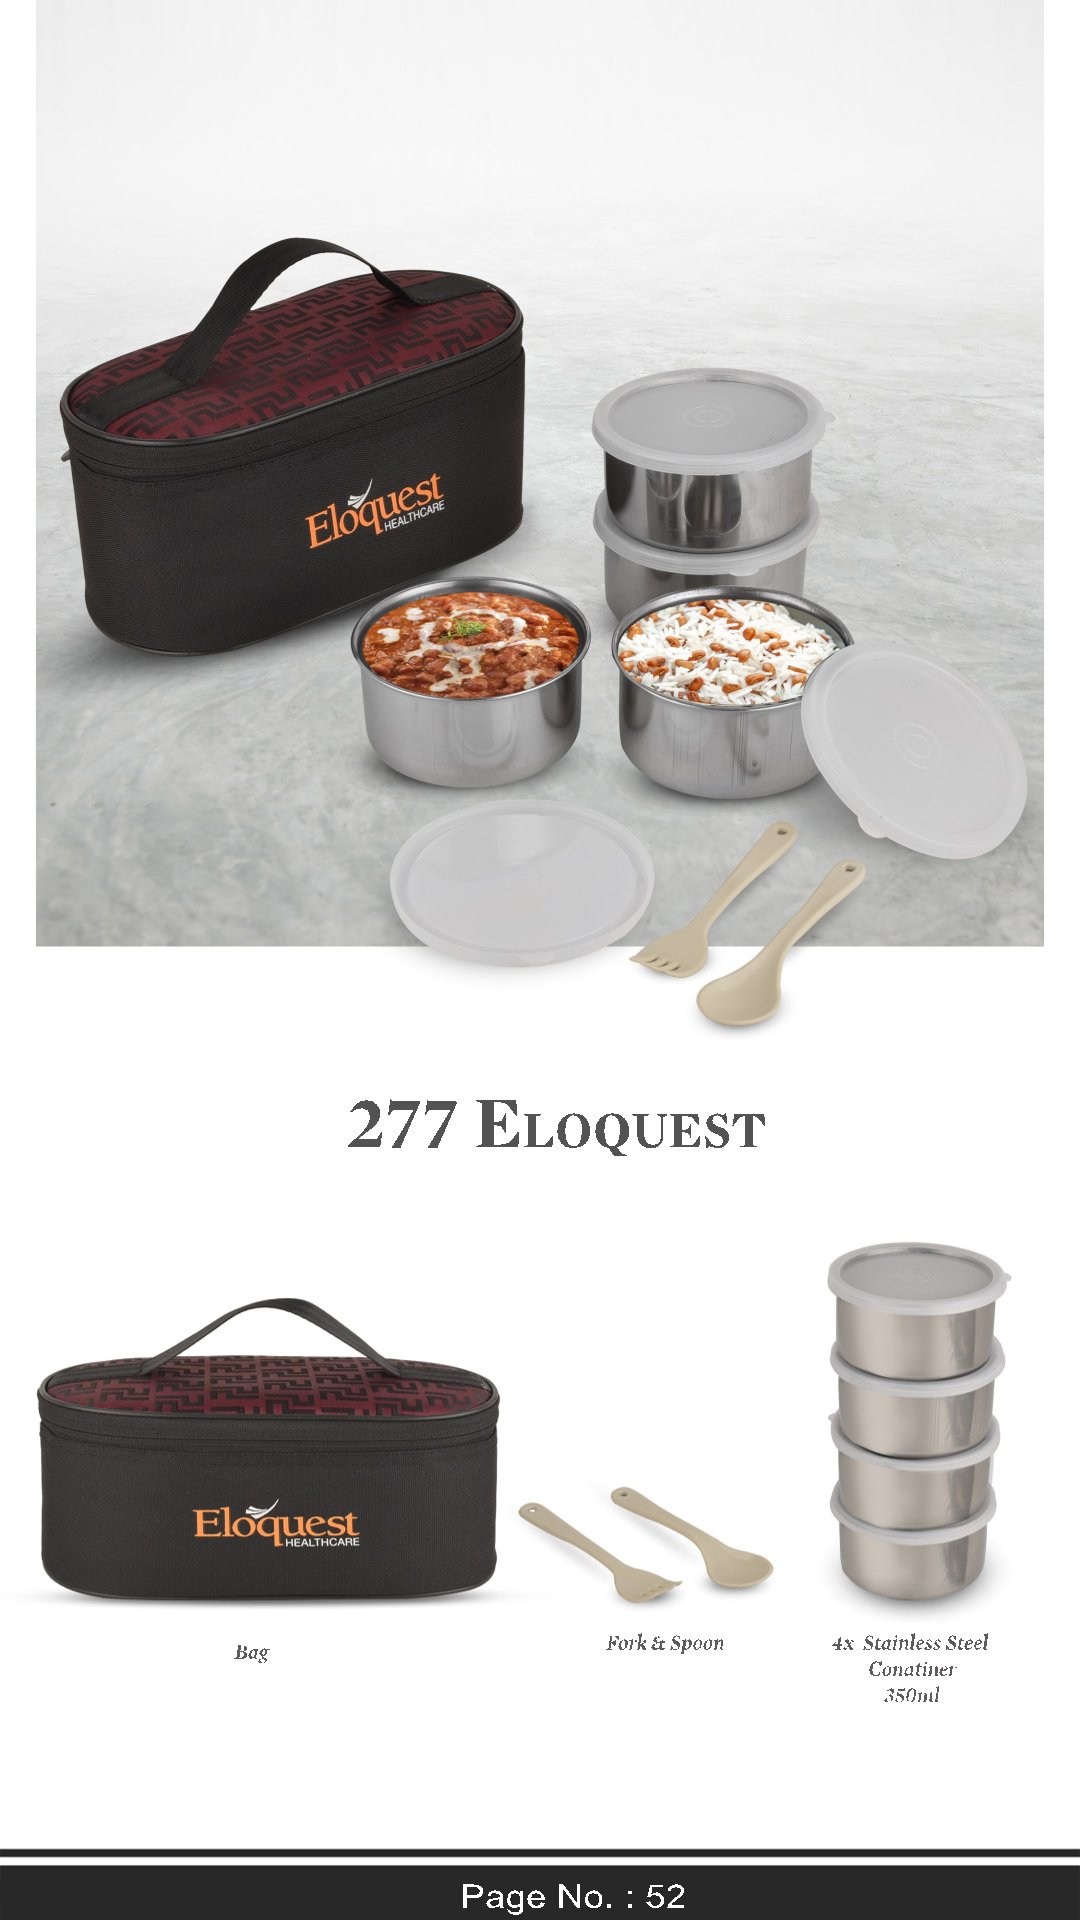 Eloquest
HEALTHCARE
277 ELOQUEST
Eloquest
HEALTHCARE
Bag
Fork & Spoon
4x Stainless Steel
Conatiner
350ml
Page No. : 52